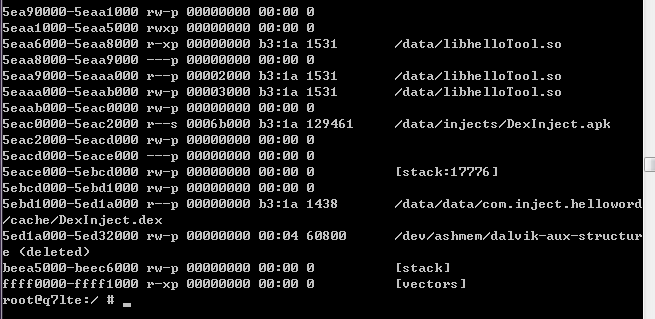 5ea90000-5eaa1000 rw-p 00000000 00:00 0
5eaa1000-5eaa5000 rwxp 00000000 00:00 0
5eaa6000-5eaa8000 r-xp 00000000 b3:1a 1531       /data/libhelloTool.so
5eaa8000-5eaa9000 ---p 00000000 00:00 0
5eaa9000-5eaaa000 r--p 00002000 b3:1a 1531       /data/libhelloTool.so
5eaaa000-5eaab000 rw-p 00003000 b3:1a 1531       /data/libhelloTool.so
5eaab000-5eac0000 rw-p 00000000 00:00 0
5eac0000-5eac2000 r--s 0006b000 b3:1a 129461     /data/injects/DexInject.apk
5eac2000-5eacd000 rw-p 00000000 00:00 0
5eacd000-5eace000 ---p 00000000 00:00 0
5eace000-5ebcd000 rw-p 00000000 00:00 0          [stack:17776]
5ebcd000-5ebd1000 rw-p 00000000 00:00 0
5ebd1000-5ed1a000 r--p 00000000 b3:1a 1438       /data/data/com.inject.helloword
/cache/DexInject.dex
5ed1a000-5ed32000 rw-p 00000000 00:04 60800      /dev/ashmem/dalvik-aux-structur
e (deleted)
beea5000-beec6000 rw-p 00000000 00:00 0          [stack]
ffff0000-ffff1000 r-xp 00000000 00:00 0          [vectors]
root@q7lte:/ # _